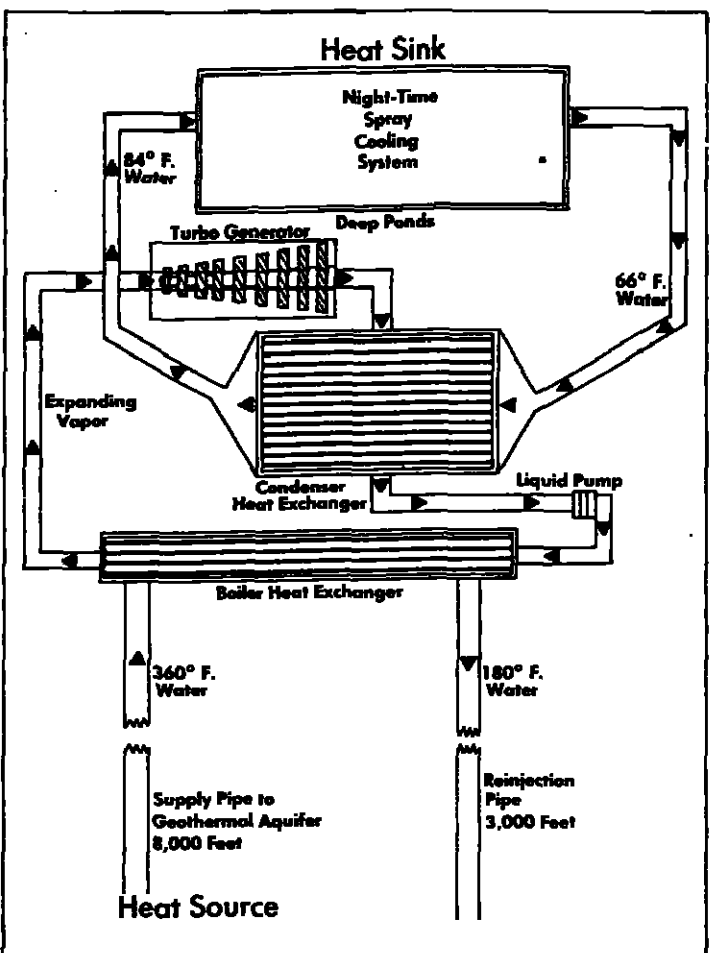 Heat Sink
Night-Time
Spray
Cooling
System
84° F.
Water
Deep Ponds
Turbo Generator
66° F.
Water
Expanding
Vapor
Condenser
Heat Exchanger
Liquid Pump
Boiler Heat Exchanger
360° F.
Water
180° F.
Water
Supply Pipe to
Geothermal Aquifer
8,000 Feet
Reinjection
Pipe
3,000 Feet
Heat Source